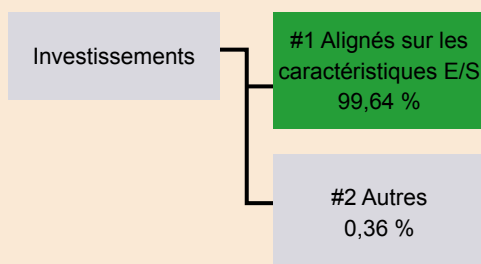 Investissements
#1 Alignés sur les
caractéristiques E/S
99,64 %
#2 Autres
0,36 %